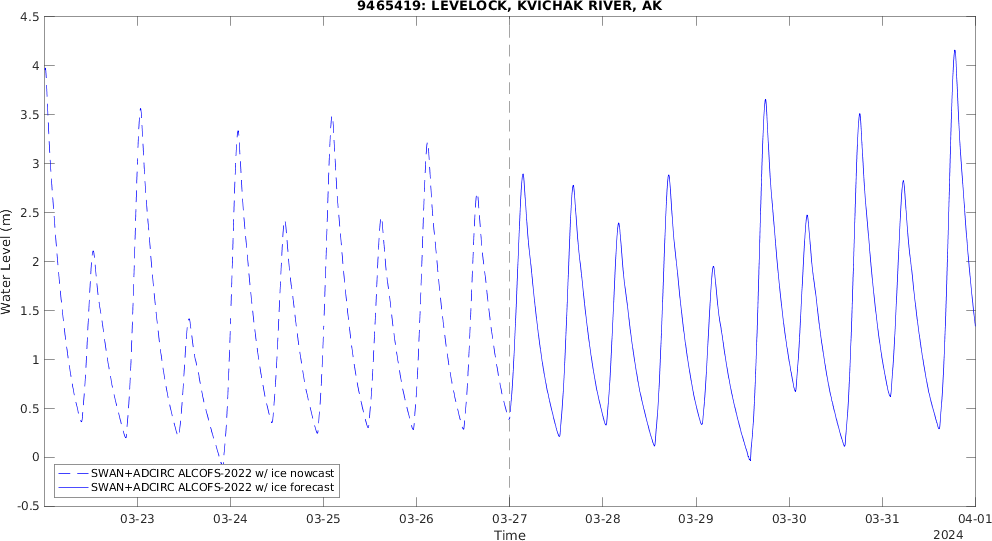 9465419: LEVELOCK, KVICHAK RIVER, AK
4.5
4
3.5
3
2.5
2
1.5
1
0.5
0
-0.5
Water Level (m)
SWAN+ADCIRC ALCOFS-2022 w/ ice nowcast
SWAN+ADCIRC ALCOFS-2022 w/ ice forecast
03-23 03-24 03-25 03-26 03-27 03-28 03-29 03-30 03-31 04-01
Time
2024